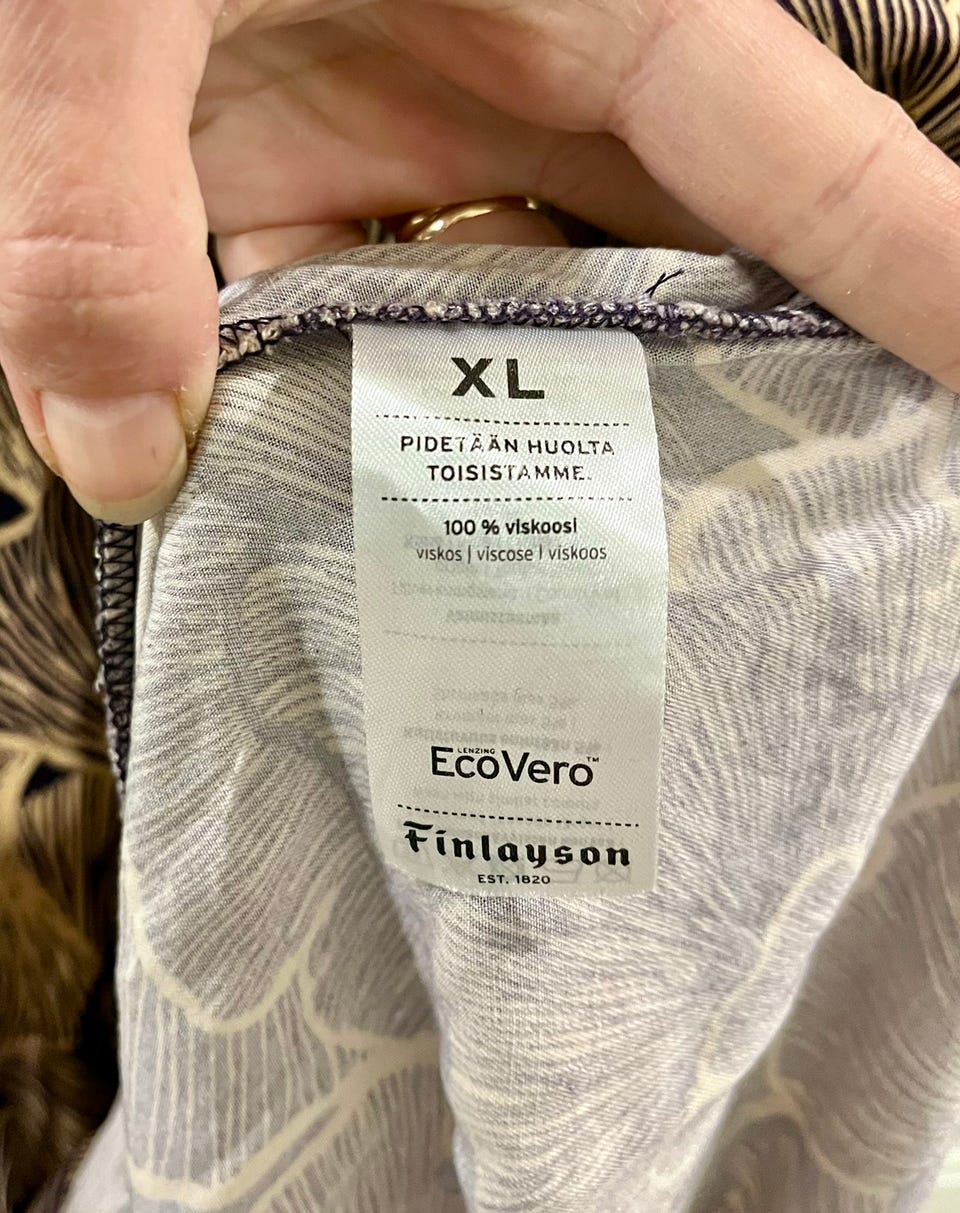 XL
PIDETÄÄN HUOLTA
TOISISTAMME.
100 % viskoosi
viskos | viscose | viskoos
LENZING
EcoVero™
Finlayson
EST. 1820